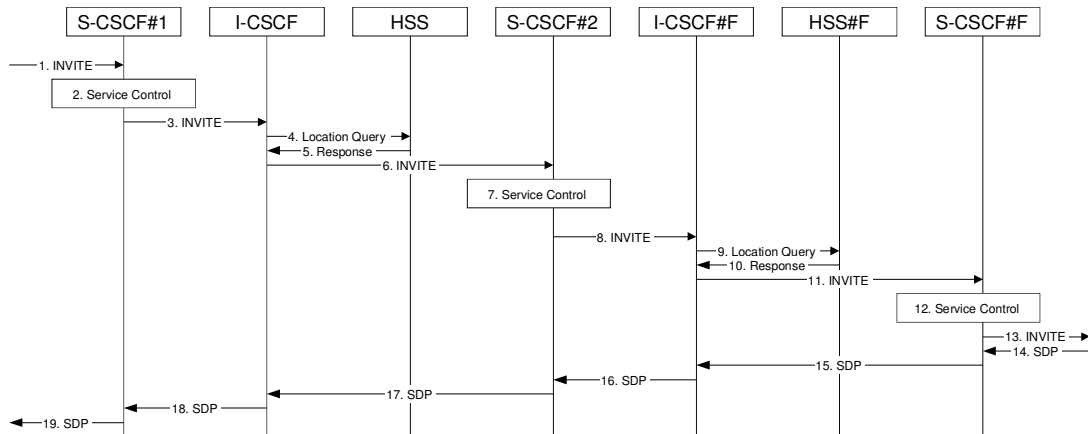 S-CSCF#1 I-CSCF HSS S-CSCF#2 I-CSCF#F HSS#F S-CSCF#F
1. INVITE
2. Service Control
3. INVITE
4. Location Query
5. Response
6. INVITE
7. Service Control
8. INVITE
9. Location Query
10. Response
11. INVITE
12. Service Control
13. INVITE
14. SDP
15. SDP
16. SDP
17. SDP
18. SDP
19. SDP